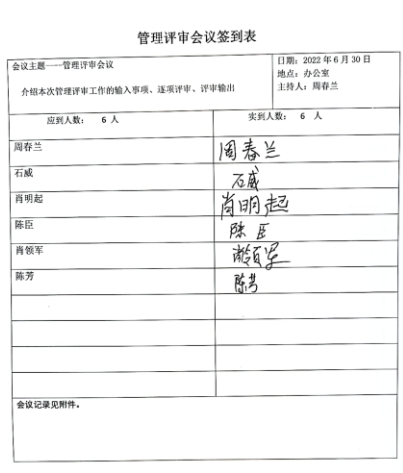 管理评审会议签到表
会议主题——管理评审会议
介绍本次管理评审工作的输入事项、逐项评审、评审输出
日期：2022 年 6 月 30 日
地点：办公室
主持人：周春兰
应到人数： 6 人
实到人数： 6 人
周春兰
周春兰
石威
石威
肖明起
肖明起
陈臣
陈臣
肖领军
肖领军
陈芳
陈芳
会议记录见附件。